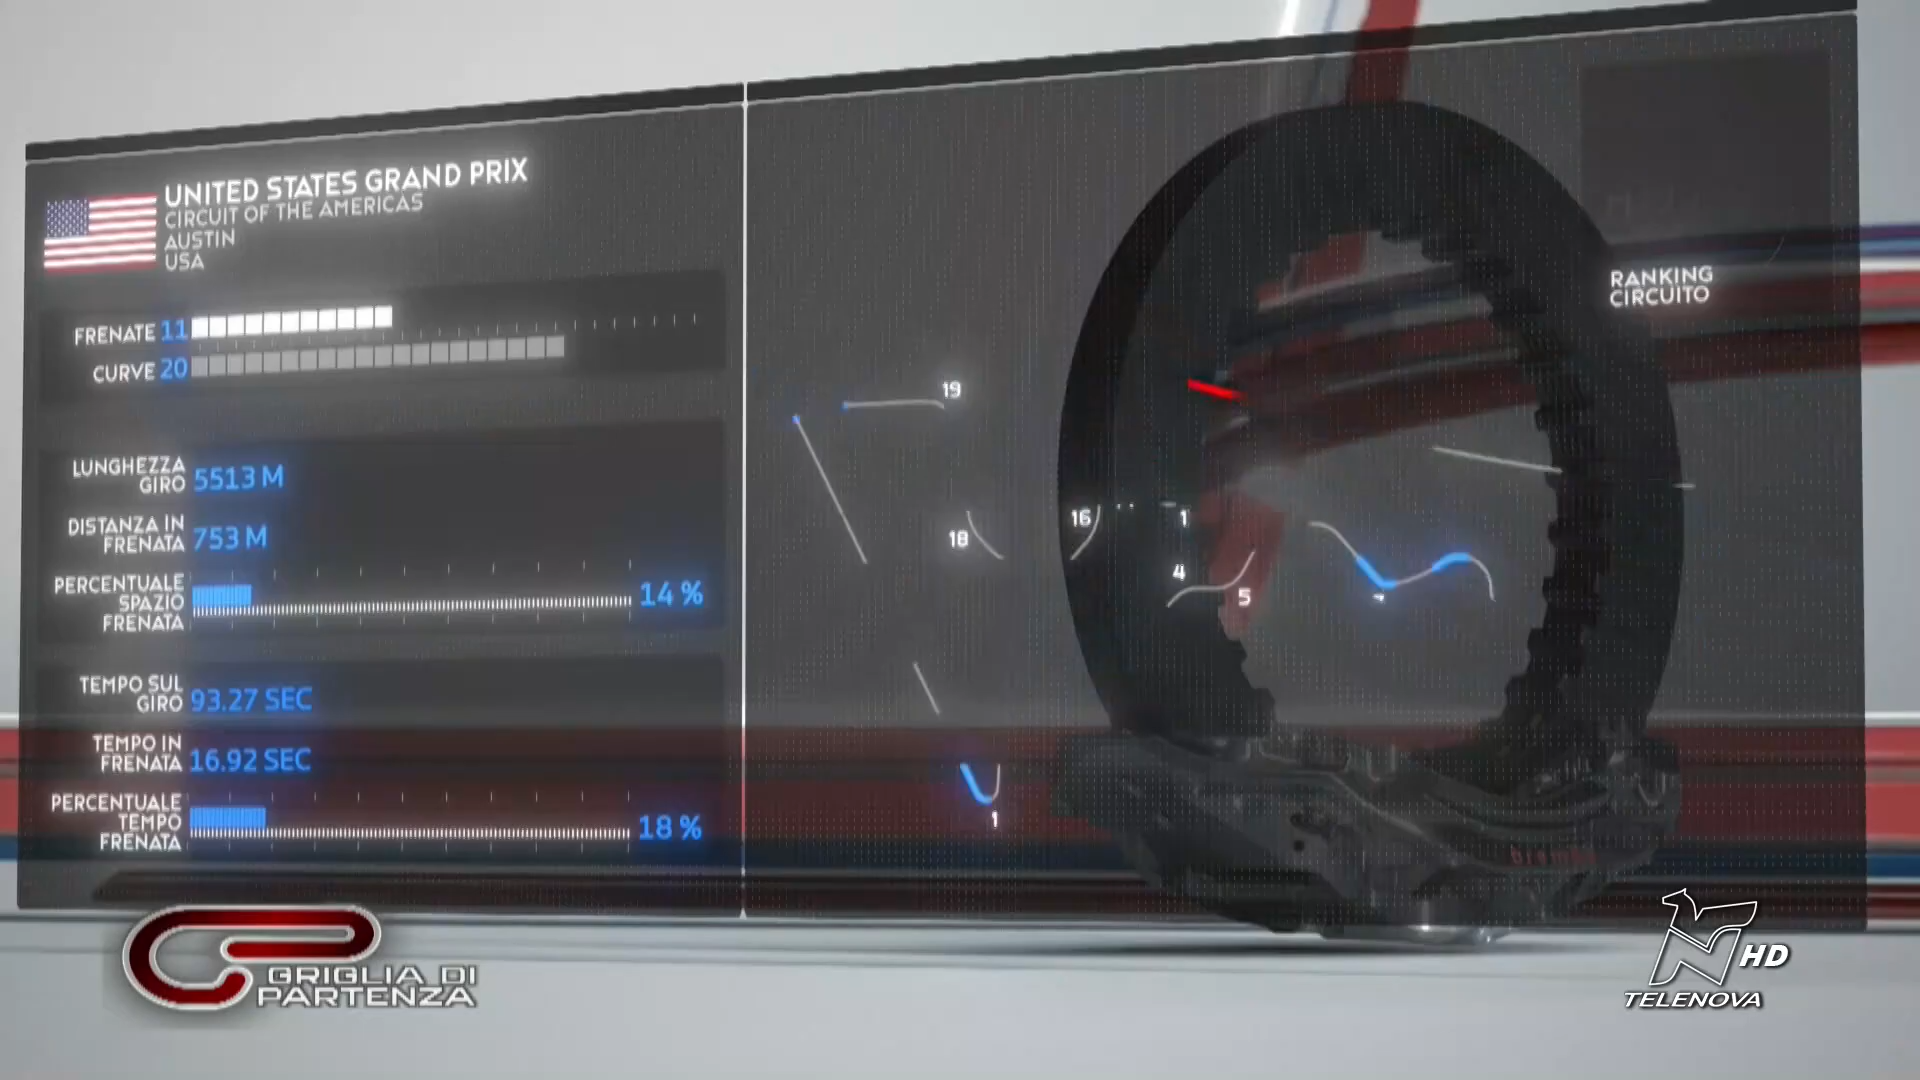 UNITED STATES GRAND PRIX
CIRCUIT OF THE AMERICAS
AUSTIN
USA
FRENATE 11
CURVE 20
LUNGHEZZA
GIRO
5513 M
DISTANZA IN
FRENATA
753 M
PERCENTUALE
SPAZIO
FRENATA
14 %
TEMPO SUL
GIRO
93.27 SEC
TEMPO IN
FRENATA
16.92 SEC
PERCENTUALE
TEMPO
FRENATA
18 %
19
18
16
1
4
5
1
RANKING
CIRCUITO
brembo
GRIGLIA DI
PARTENZA
HD
TELENOVA